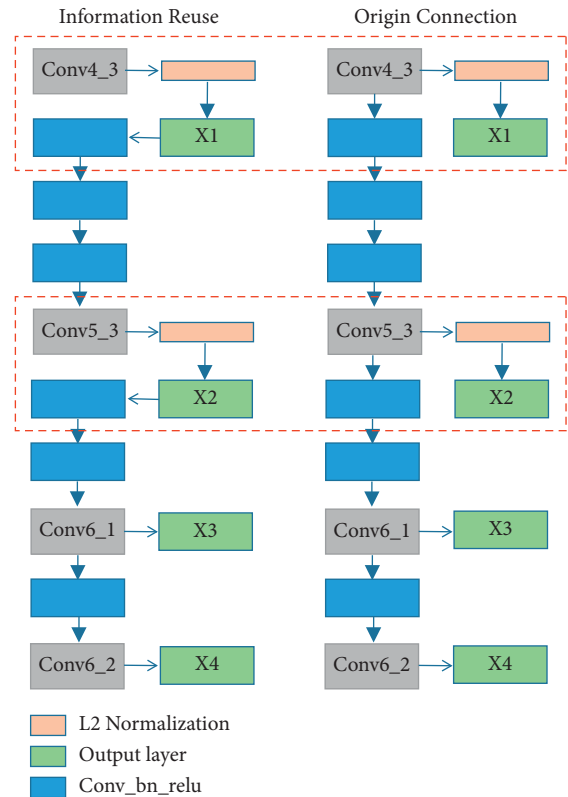 Information Reuse
Origin Connection
Conv4_3
Conv4_3
X1
X1
Conv5_3
Conv5_3
X2
X2
Conv6_1
X3
Conv6_1
X3
Conv6_2
X4
Conv6_2
X4
L2 Normalization
Output layer
Conv_bn_relu